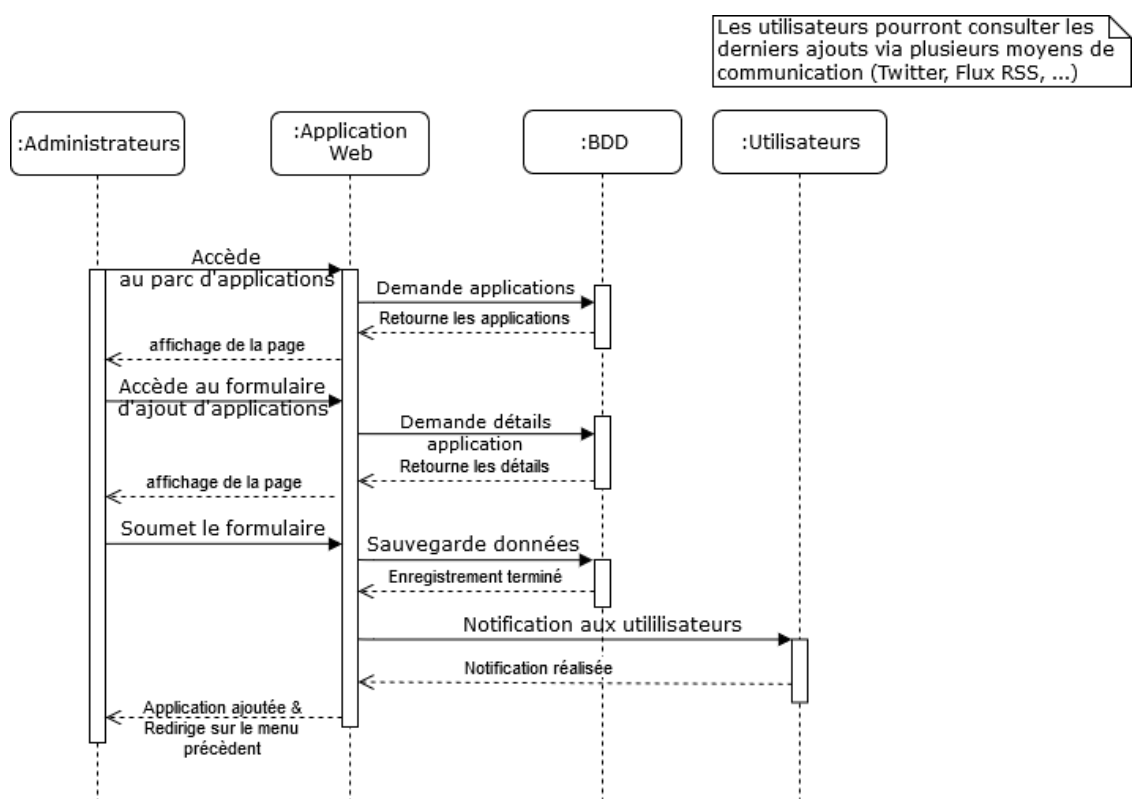 Les utilisateurs pourront consulter les
derniers ajouts via plusieurs moyens de
communication (Twitter, Flux RSS, ...)
:Administrateurs
:Application
Web
:BDD
:Utilisateurs
Accède
au parc d'applications
Demande applications
Retourne les applications
affichage de la page
Accède au formulaire
d'ajout d'applications
Demande détails
application
Retourne les détails
affichage de la page
Soumet le formulaire
Sauvegarde données
Enregistrement terminé
Notification aux utililisateurs
Notification réalisée
Application ajoutée &
Redirige sur le menu
précèdent